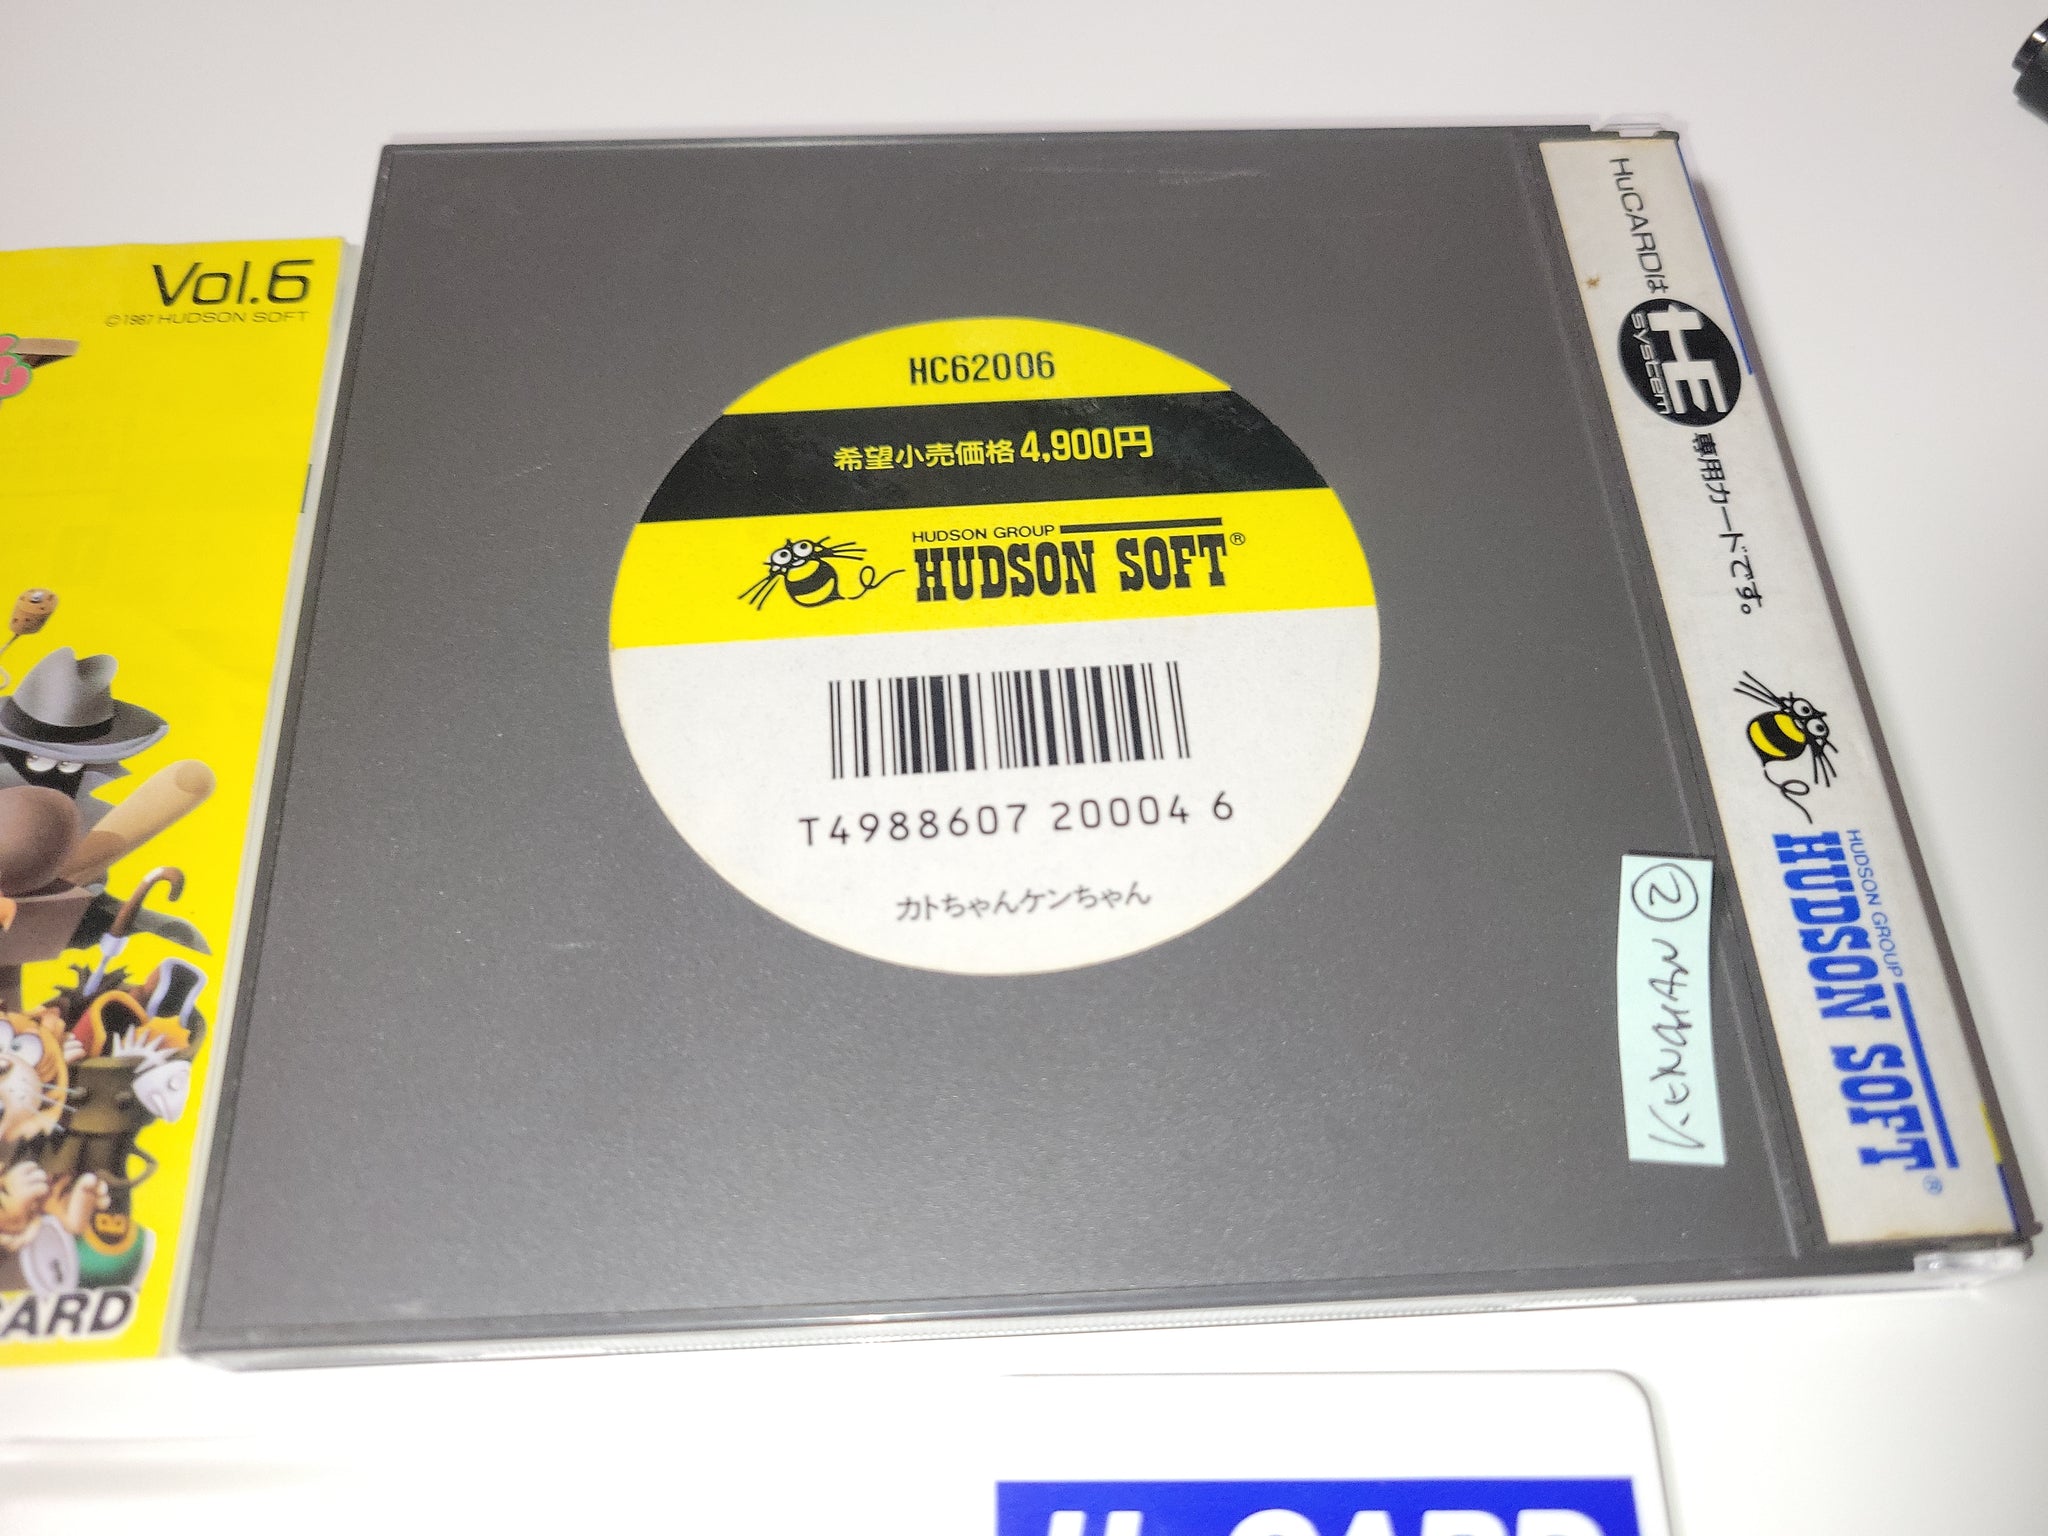 Vol.6
©1987 HUDSON SOFT
CARD
HC62006
希望小売価格 4,900円
HUDSON GROUP
HUDSON SOFT®
T4988607 20004 6
カトちゃんケンちゃん
HuCARDは HE system 専用カードです。
HUDSON GROUP
HUDSON SOFT®
KENCHAN ②